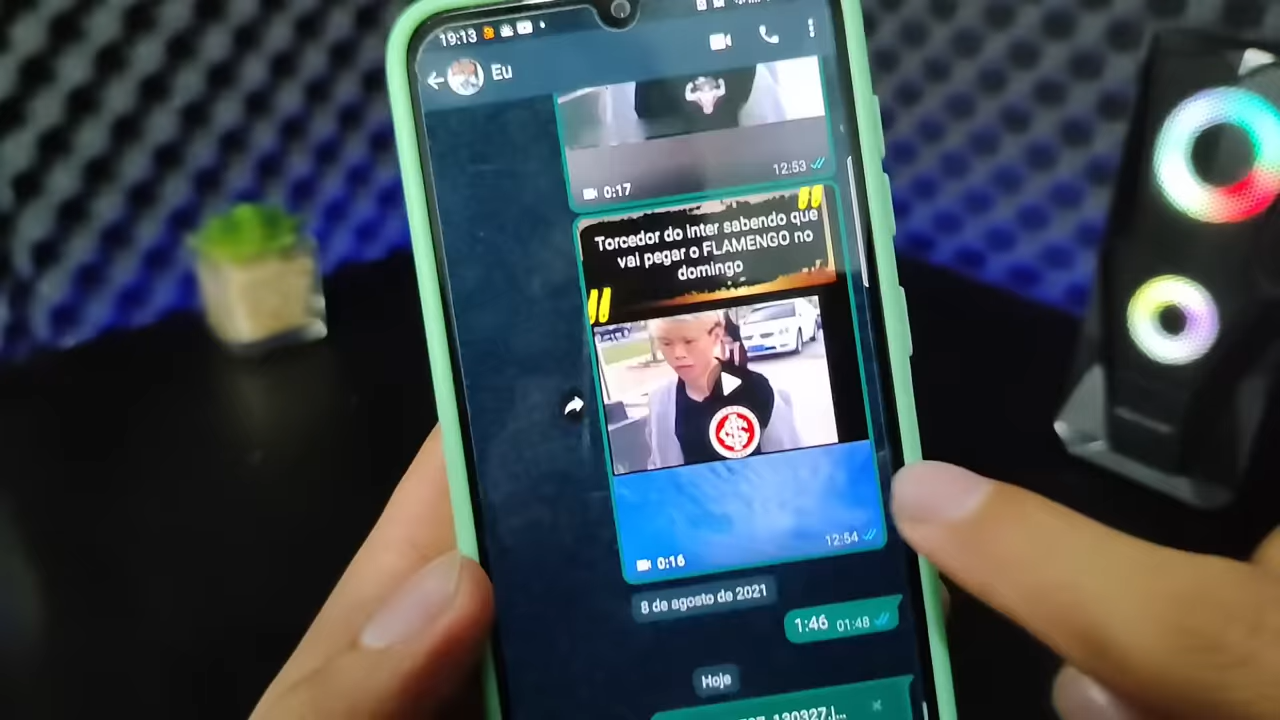 19:13
Eu
12:53
0:17
Torcedor do Inter sabendo que
vai pegar o FLAMENGO no
domingo
12:54
0:16
8 de agosto de 2021
1:46 01:48
Hoje
_130327.j...